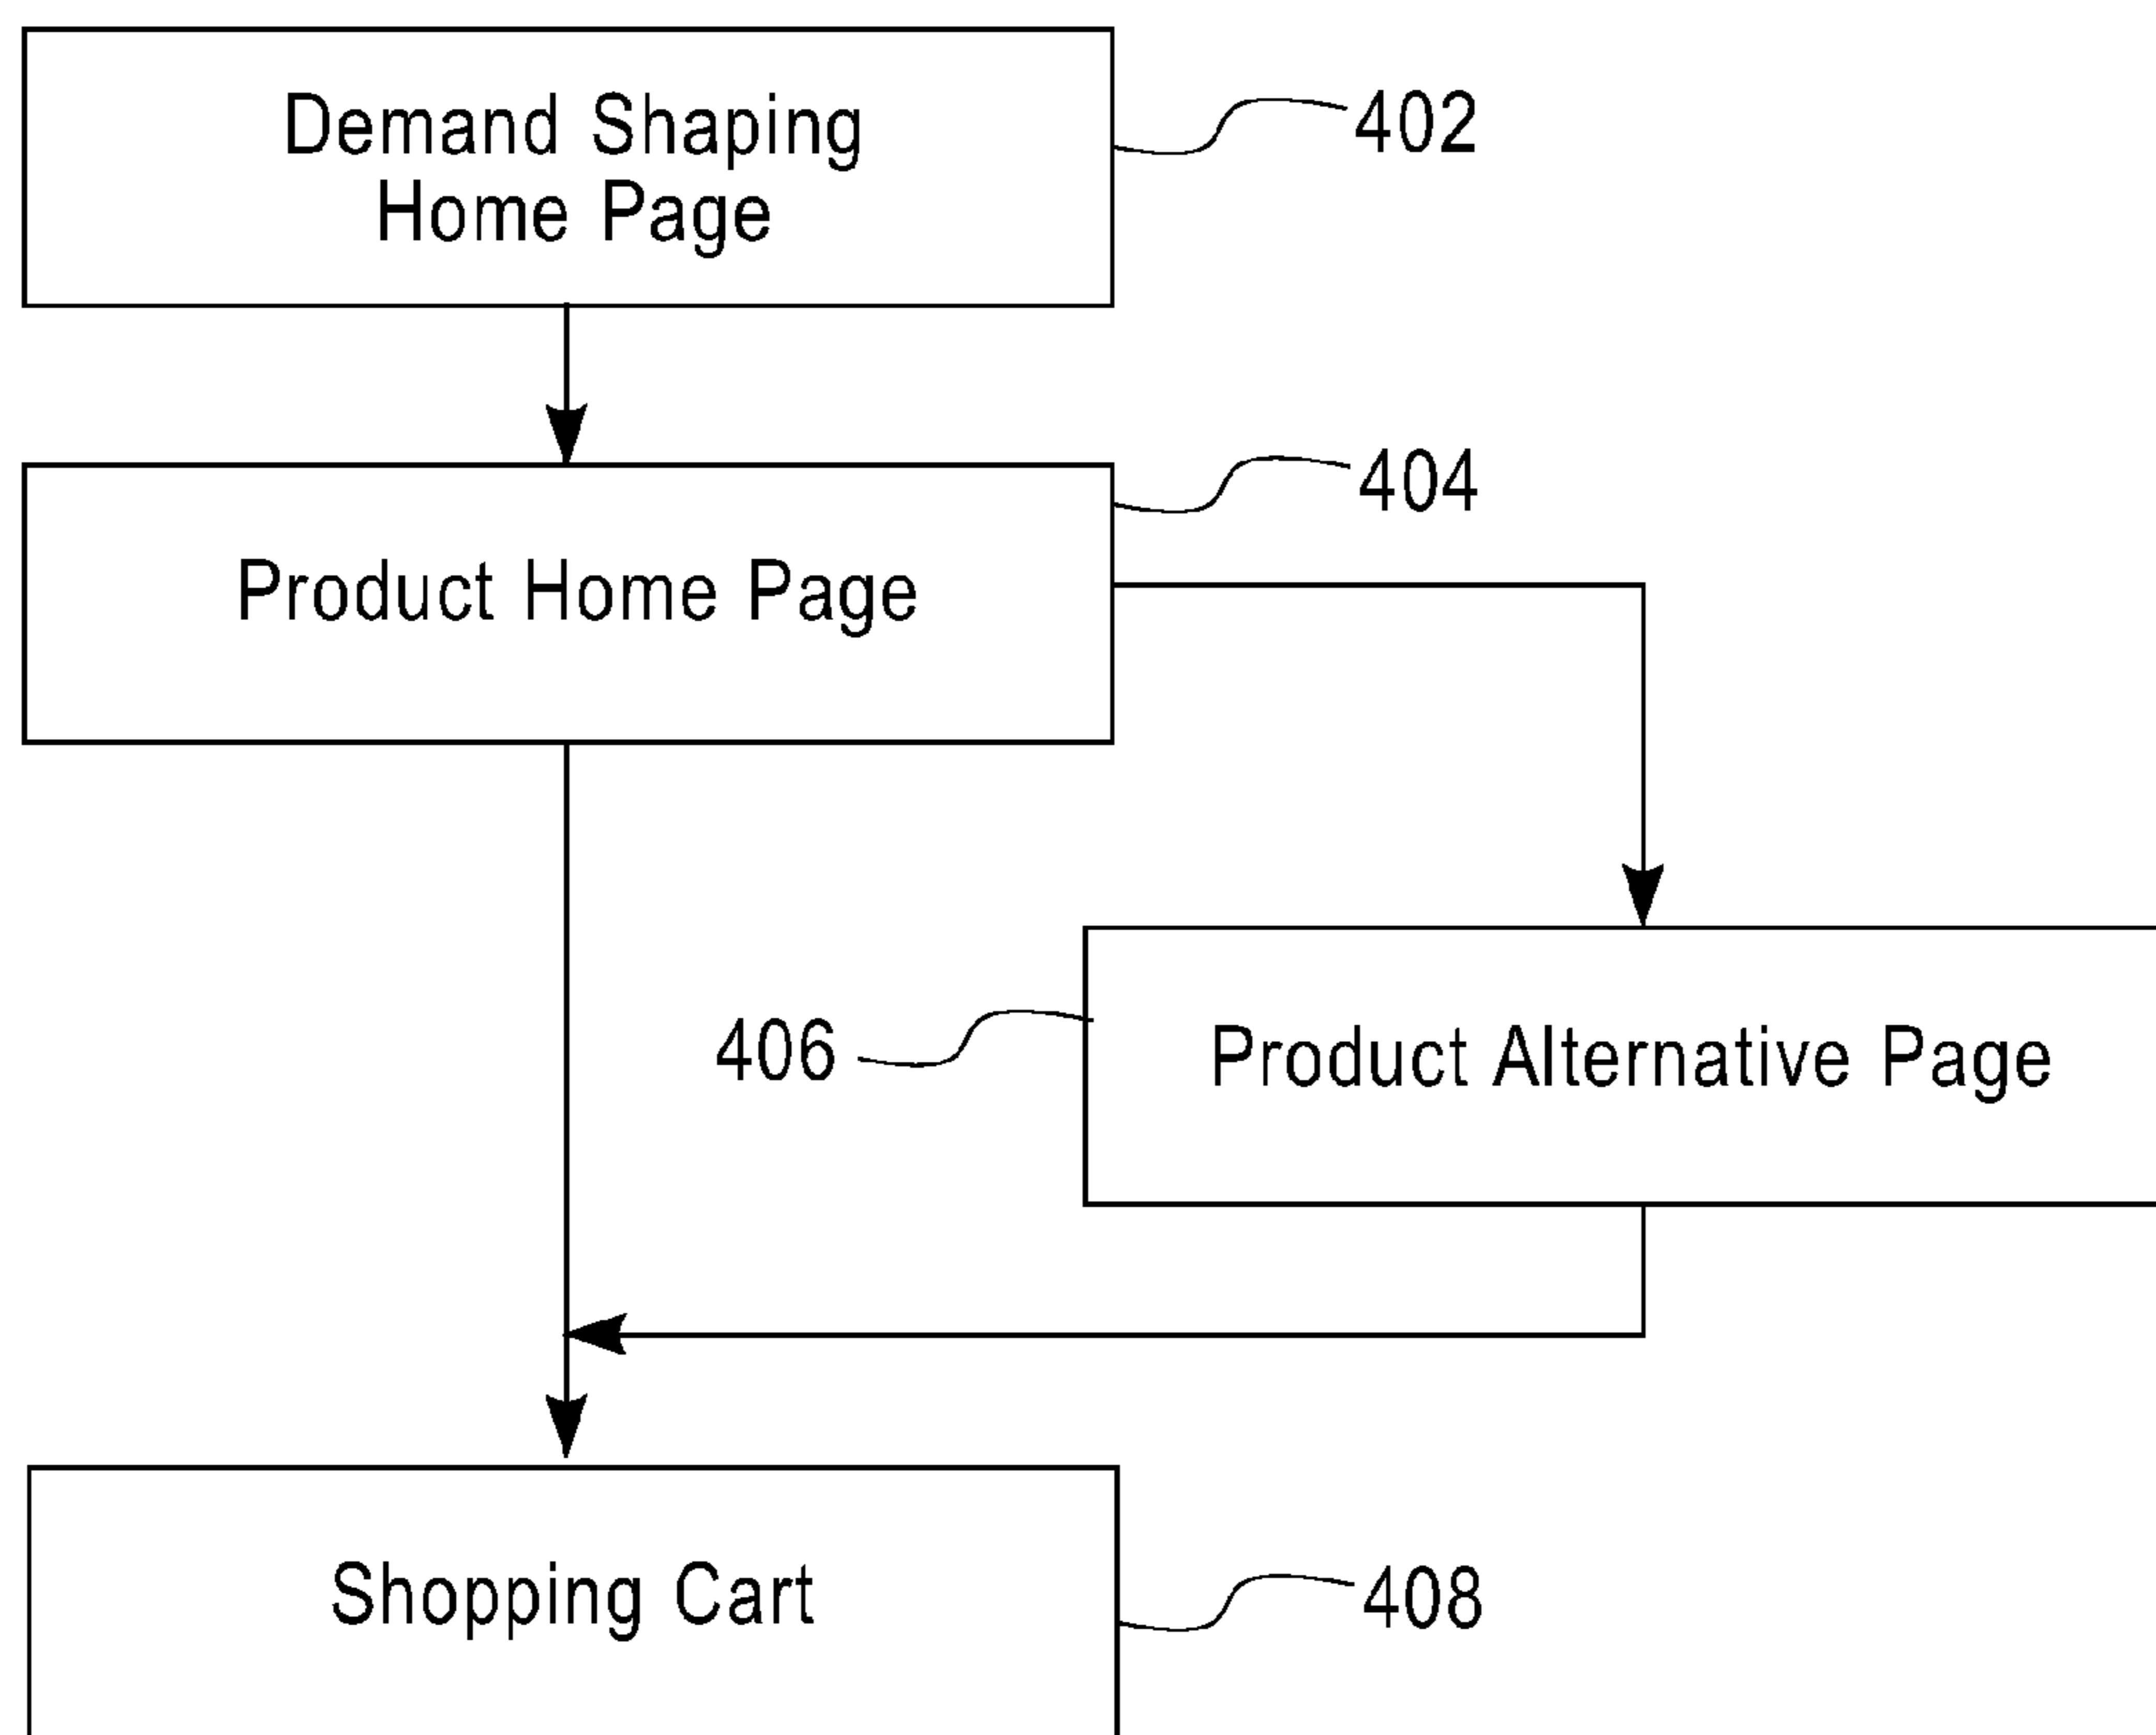 Demand Shaping
Home Page
402
404
Product Home Page
406
Product Alternative Page
Shopping Cart
408